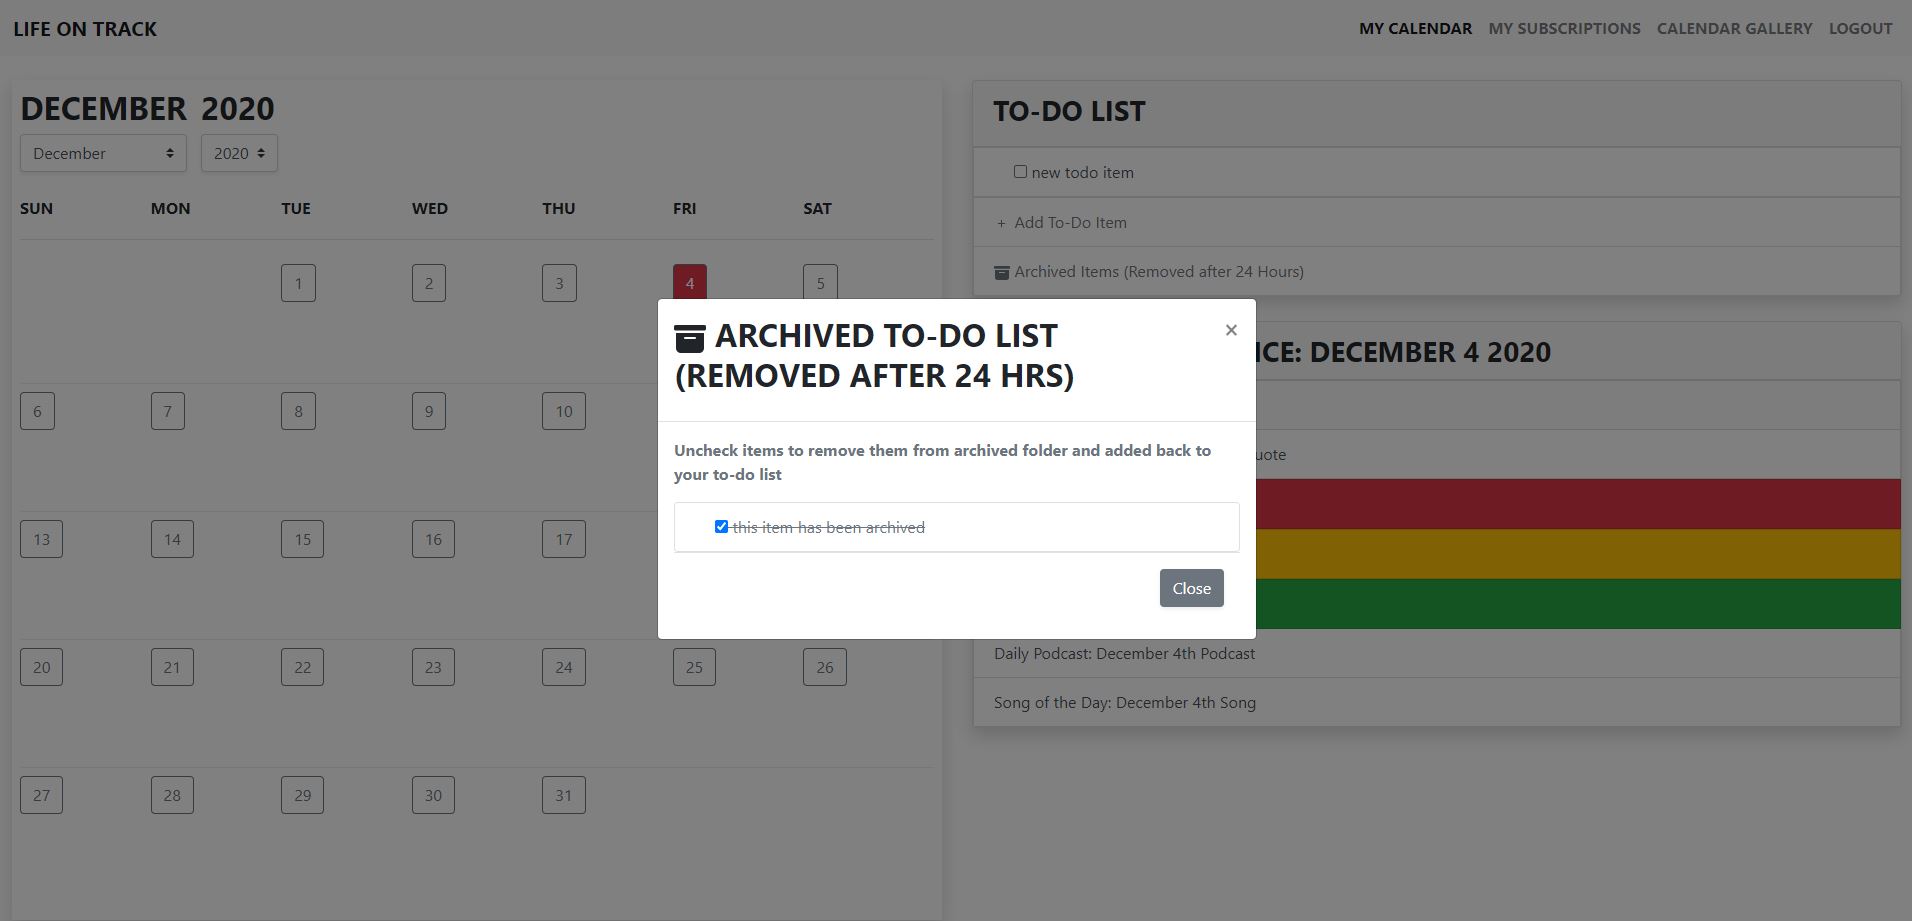 LIFE ON TRACK
MY CALENDAR MY SUBSCRIPTIONS CALENDAR GALLERY LOGOUT
DECEMBER 2020
December 2020
SUN MON TUE WED THU FRI SAT
1 2 3 4 5
6 7 8 9 10
13 14 15 16 17
20 21 22 23 24 25 26
27 28 29 30 31
TO-DO LIST
new todo item
+ Add To-Do Item
Archived Items (Removed after 24 Hours)
: DECEMBER 4 2020
Daily Podcast: December 4th Podcast
Song of the Day: December 4th Song
ARCHIVED TO-DO LIST
(REMOVED AFTER 24 HRS)
×
Uncheck items to remove them from archived folder and added back to
your to-do list
this item has been archived
Close